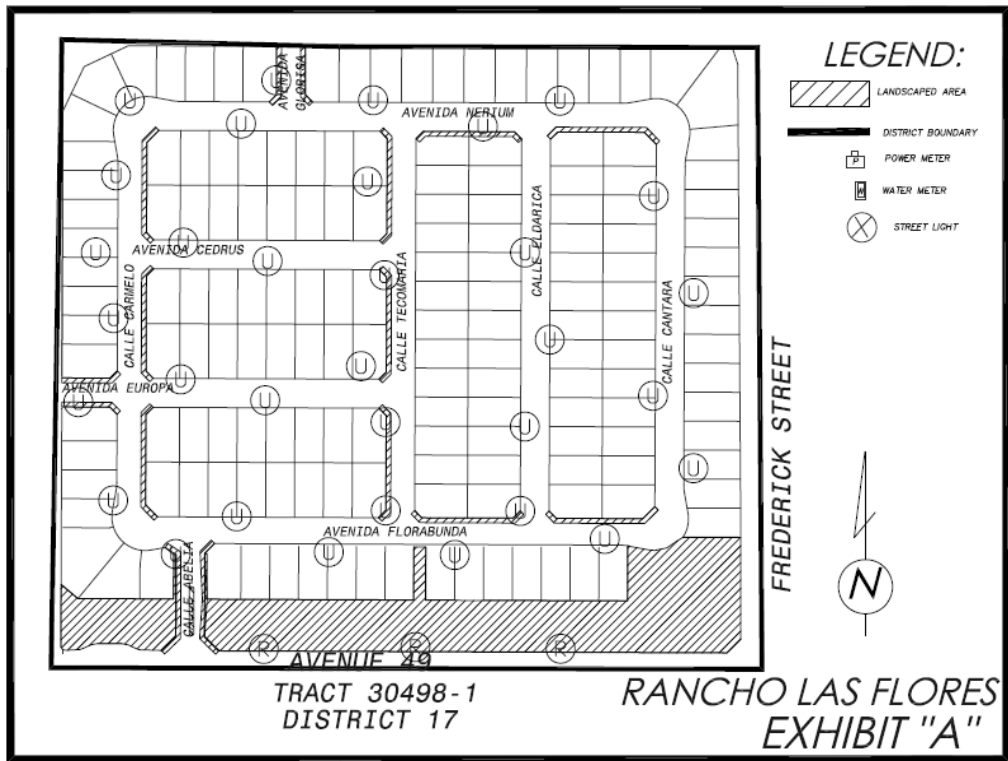 LEGEND:
LANDSCAPED AREA
DISTRICT BOUNDARY
P
POWER METER
W
WATER METER
X
STREET LIGHT
AVENIDA
GLORISA
U
U
U
U
AVENIDA NERIUM
U
U
U
U
U
AVENIDA CEDRUS
U
U
U
U
U
CALLE CARMELO
CALLE TECOMARIA
CALLE ELDARICA
CALLE CANTARA
U
U
U
AVENIDA EUROPA
U
U
U
U
U
U
U
FREDERICK STREET
U
U
U
U
U
AVENIDA FLORABUNDA
U
U
U
U
CALLE ABELIA
N
R
R
R
AVENUE 49
TRACT 30498-1
DISTRICT 17
RANCHO LAS FLORES
EXHIBIT "A"